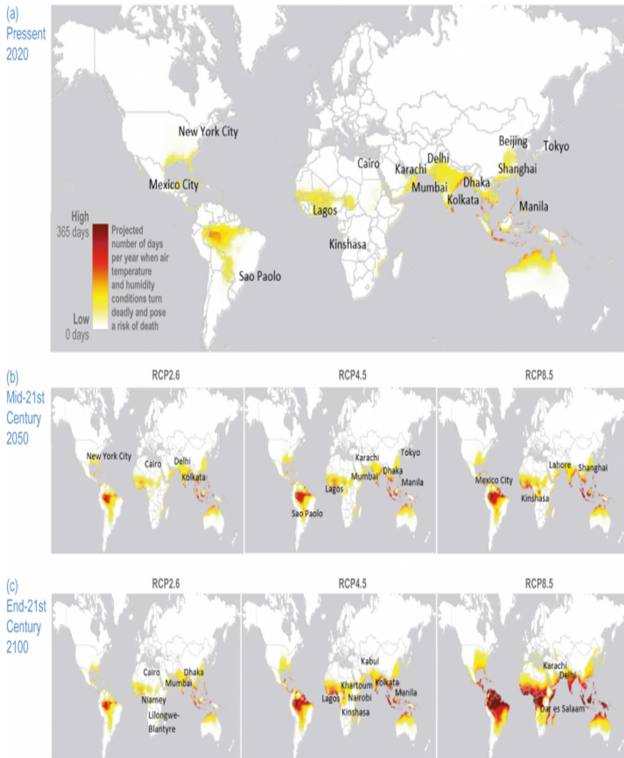 (a)
Pressent
2020
New York City
Mexico City
Cairo
Karachi
Delhi
Beijing
Tokyo
Shanghai
Mumbai
Dhaka
Kolkata
Manila
Lagos
Kinshasa
Sao Paolo
High
365 days
Low
0 days
Projected
number of days
per year when air
temperature
and humidity
conditions turn
deadly and pose
a risk of death
(b)
Mid-21st
Century
2050
RCP2.6
New York City
Cairo
Delhi
Kolkata
RCP4.5
Karachi
Tokyo
Mumbai
Dhaka
Lagos
Manila
Sao Paolo
RCP8.5
Lahore
Shanghai
Mexico City
Kinshasa
(c)
End-21st
Century
2100
RCP2.6
Cairo
Dhaka
Mumbai
Niamey
Lilongwe-
Blantyre
RCP4.5
Kabul
Khartoum
Kolkata
Lagos
Nairobi
Manila
Kinshasa
RCP8.5
Karachi
Delhi
Dar es Salaam